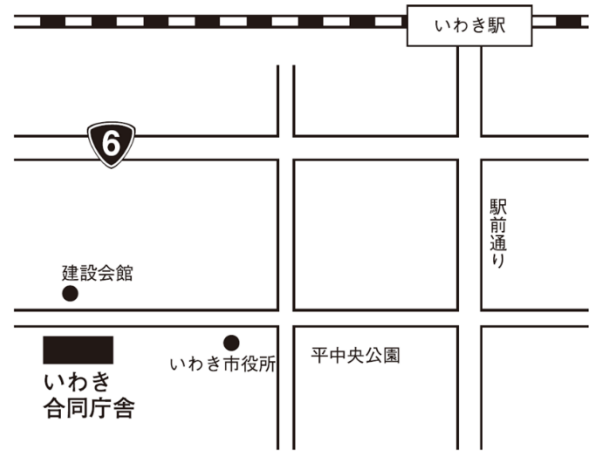 いわき駅
6
駅前通り
建設会館
いわき市役所
平中央公園
いわき
合同庁舎